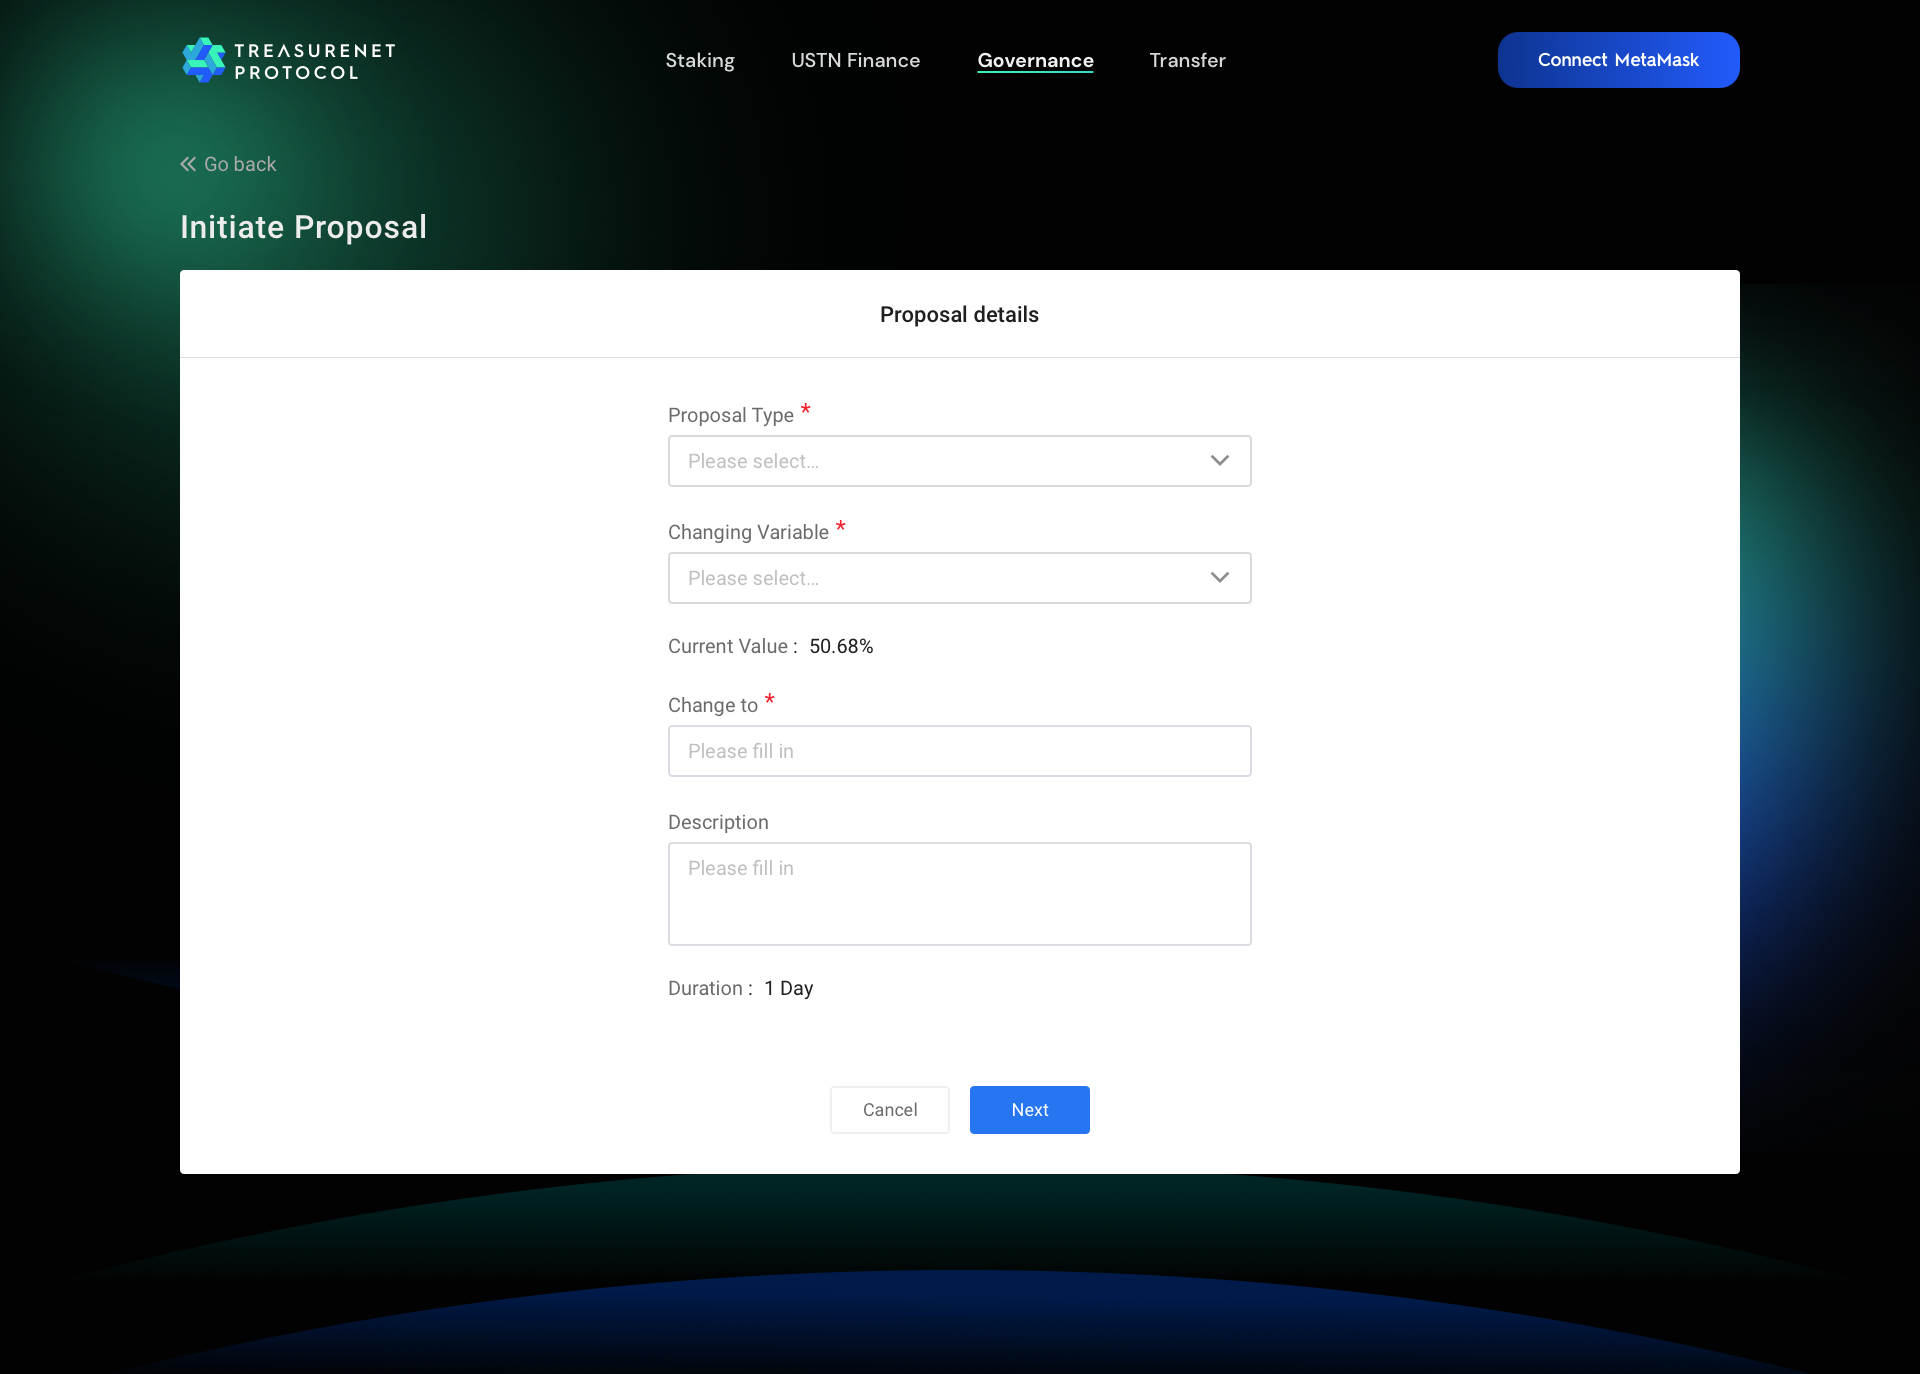 TREASURENET
PROTOCOL
Staking
USTN Finance
Governance
Transfer
Connect MetaMask
Go back
Initiate Proposal
Proposal details
Proposal Type *
Please select...
Changing Variable *
Please select...
Current Value : 50.68%
Change to *
Please fill in
Description
Please fill in
Duration : 1 Day
Cancel
Next